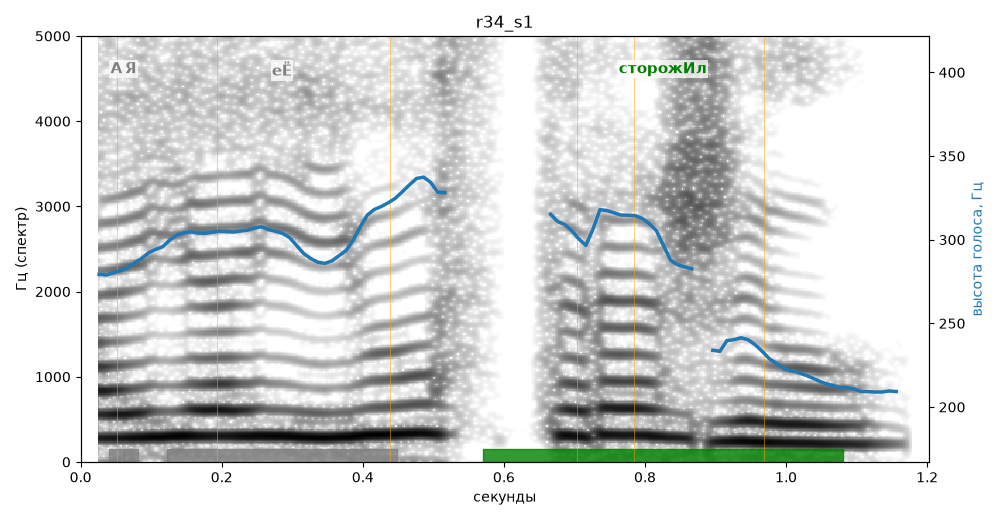 r34_s1
А Я
еЁ
сторожИл
5000
4000
3000
2000
1000
0
Гц (спектр)
400
350
300
250
200
высота голоса, Гц
0.0 0.2 0.4 0.6 0.8 1.0 1.2
секунды